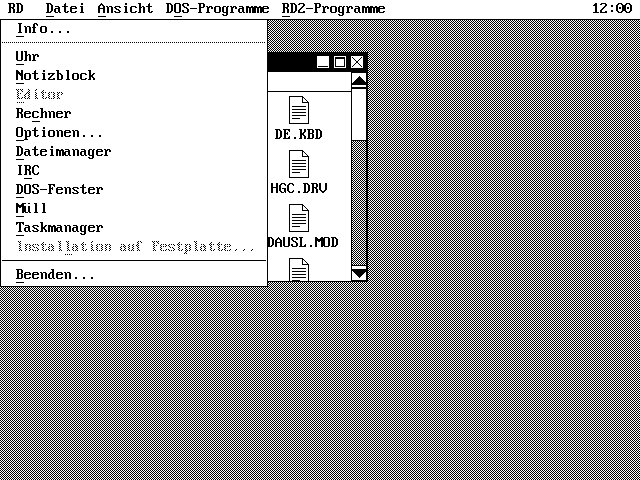 RD Datei Ansicht DOS-Programme RD2-Programme 12:00
Info...
Uhr
Notizblock
Editor
Rechner
Optionen...
Dateimanager
IRC
DOS-Fenster
Müll
Taskmanager
Installation auf Festplatte...
Beenden...
DE.KBD
HGC.DRV
DAUSL.MOD